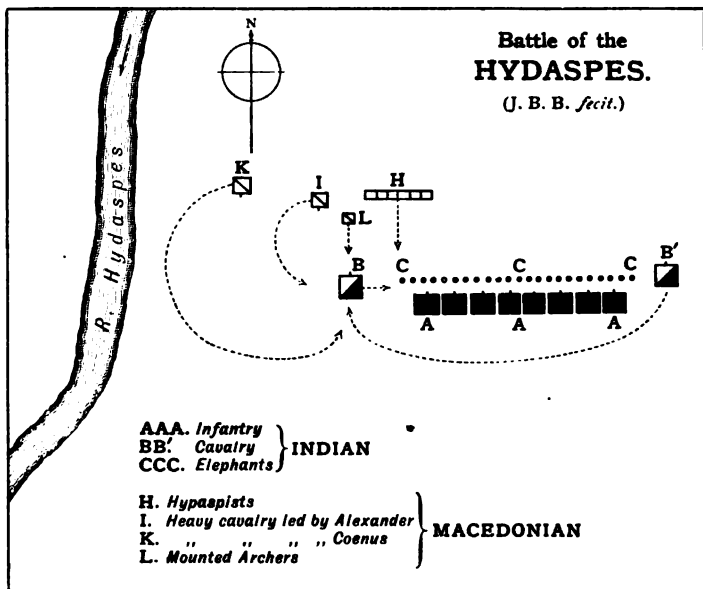 Battle of the
HYDASPES.
(J. B. B. fecit.)
N
R. Hydaspes
K
I
H
L
B
C
C
C
B'
A
A
A
AAA. Infantry
BB'. Cavalry
CCC. Elephants
INDIAN
H. Hypaspists
I. Heavy cavalry led by Alexander
K. ,, ,, ,, ,, Coenus
L. Mounted Archers
MACEDONIAN